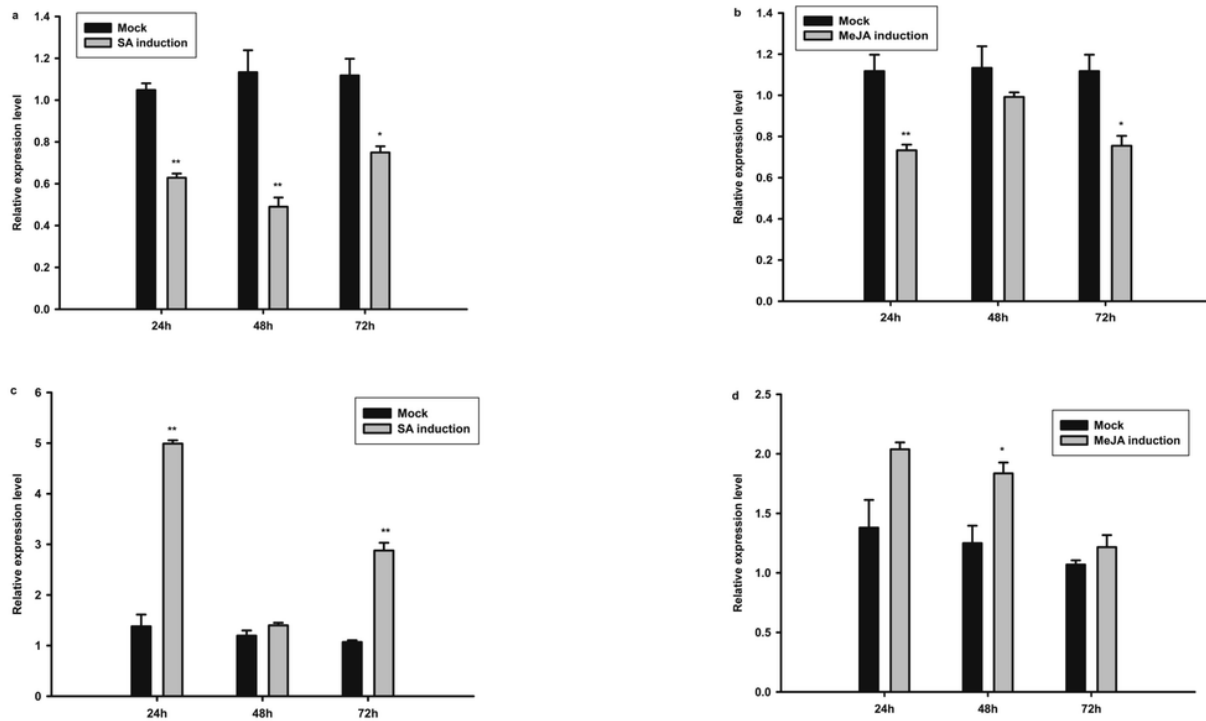 a
Mock
SA induction
Relative expression level
1.4
1.2
1.0
0.8
0.6
0.4
0.2
0.0
**
**
*
24h
48h
72h
b
Mock
MeJA induction
Relative expression level
1.4
1.2
1.0
0.8
0.6
0.4
0.2
0.0
**
*
24h
48h
72h
c
Mock
SA induction
Relative expression level
6
5
4
3
2
1
0
**
**
24h
48h
72h
d
Mock
MeJA induction
Relative expression level
2.5
2.0
1.5
1.0
0.5
0.0
*
24h
48h
72h